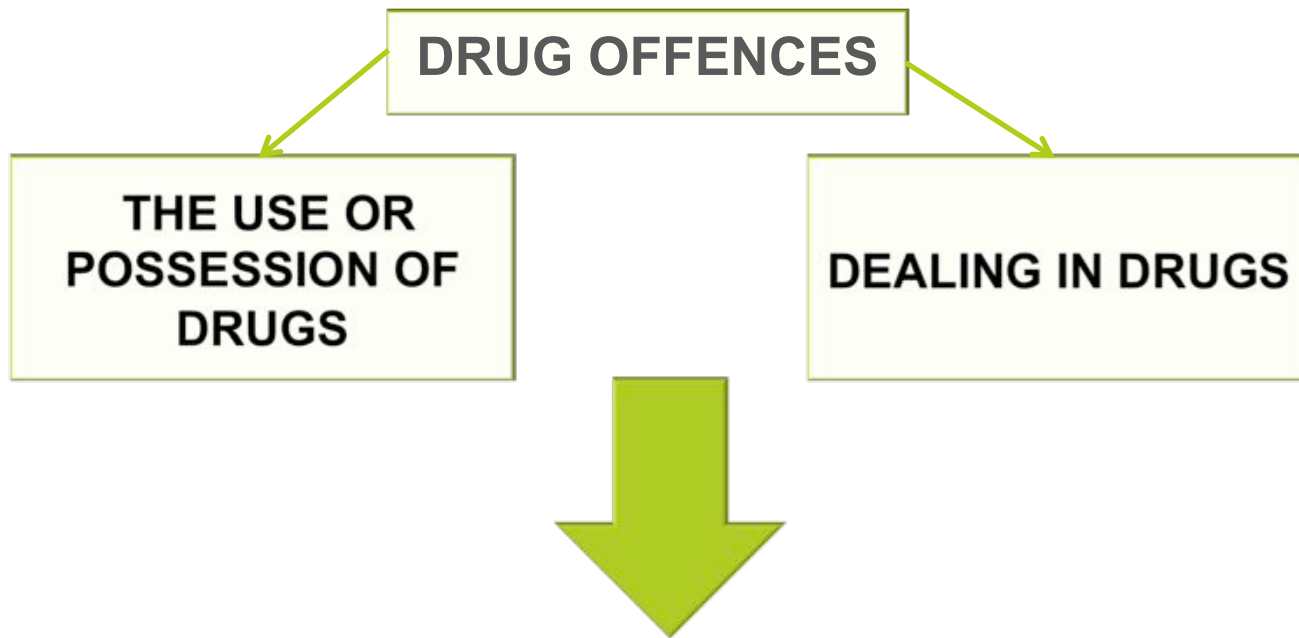 DRUG OFFENCES
THE USE OR
POSSESSION OF
DRUGS
DEALING IN DRUGS